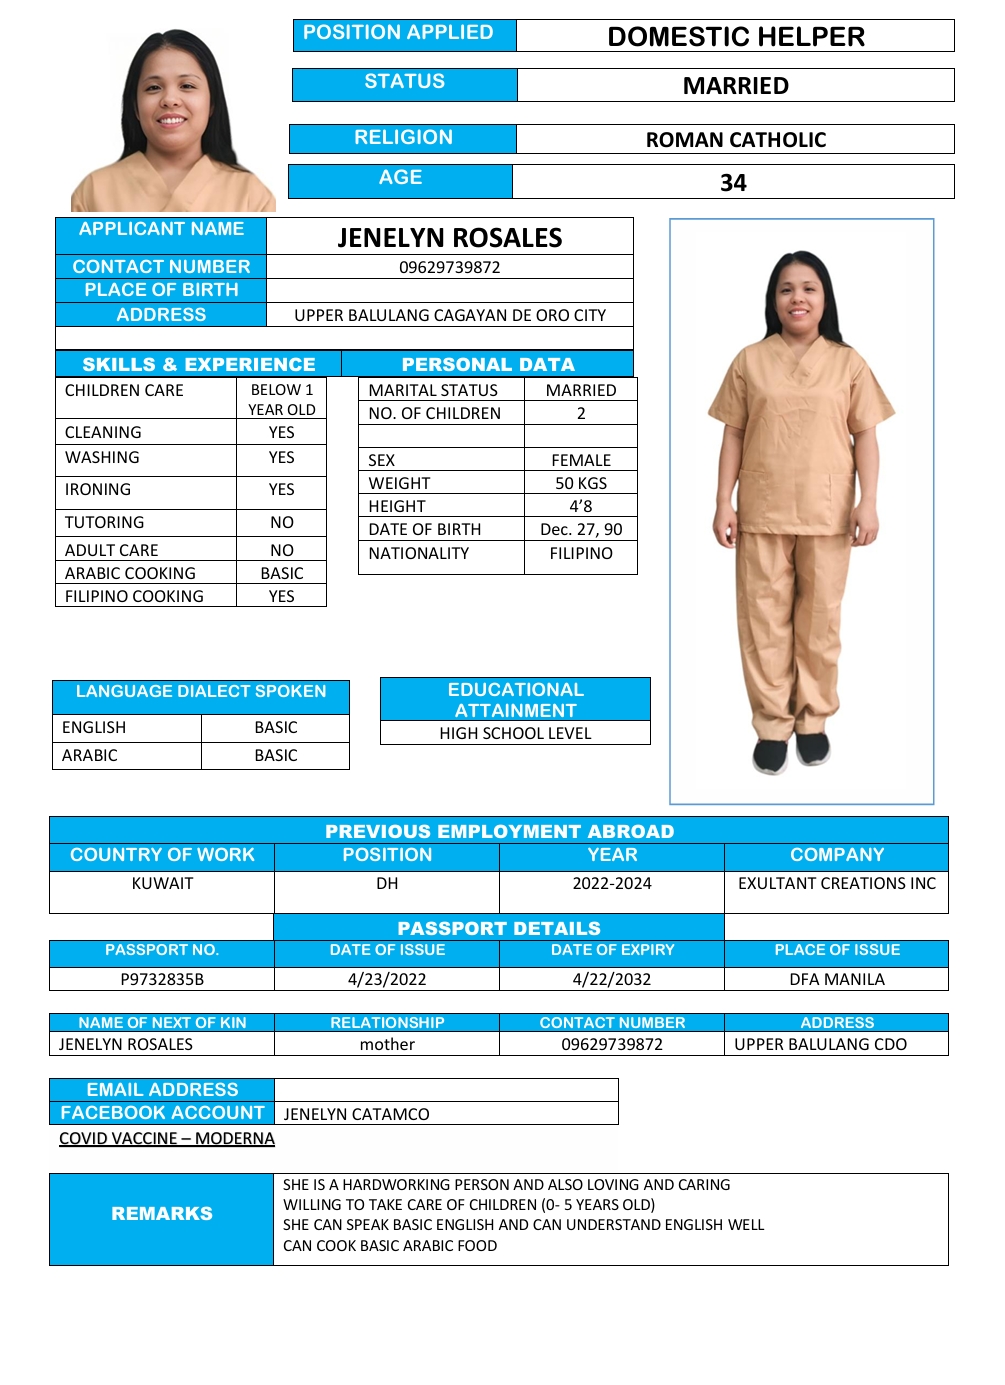 POSITION APPLIED DOMESTIC HELPER
STATUS MARRIED
RELIGION ROMAN CATHOLIC
AGE 34
APPLICANT NAME JENELYN ROSALES
CONTACT NUMBER 09629739872
PLACE OF BIRTH
ADDRESS UPPER BALULANG CAGAYAN DE ORO CITY
SKILLS & EXPERIENCE PERSONAL DATA
CHILDREN CARE BELOW 1
YEAR OLD
CLEANING YES
WASHING YES
IRONING YES
TUTORING NO
ADULT CARE NO
ARABIC COOKING BASIC
FILIPINO COOKING YES
MARITAL STATUS MARRIED
NO. OF CHILDREN 2
SEX FEMALE
WEIGHT 50 KGS
HEIGHT 4’8
DATE OF BIRTH Dec. 27, 90
NATIONALITY FILIPINO
LANGUAGE DIALECT SPOKEN
ENGLISH BASIC
ARABIC BASIC
EDUCATIONAL
ATTAINMENT
HIGH SCHOOL LEVEL
PREVIOUS EMPLOYMENT ABROAD
COUNTRY OF WORK POSITION YEAR COMPANY
KUWAIT DH 2022-2024 EXULTANT CREATIONS INC
PASSPORT DETAILS
PASSPORT NO. DATE OF ISSUE DATE OF EXPIRY PLACE OF ISSUE
P9732835B 4/23/2022 4/22/2032 DFA MANILA
NAME OF NEXT OF KIN RELATIONSHIP CONTACT NUMBER ADDRESS
JENELYN ROSALES mother 09629739872 UPPER BALULANG CDO
EMAIL ADDRESS
FACEBOOK ACCOUNT JENELYN CATAMCO
COVID VACCINE – MODERNA
REMARKS
SHE IS A HARDWORKING PERSON AND ALSO LOVING AND CARING
WILLING TO TAKE CARE OF CHILDREN (0- 5 YEARS OLD)
SHE CAN SPEAK BASIC ENGLISH AND CAN UNDERSTAND ENGLISH WELL
CAN COOK BASIC ARABIC FOOD